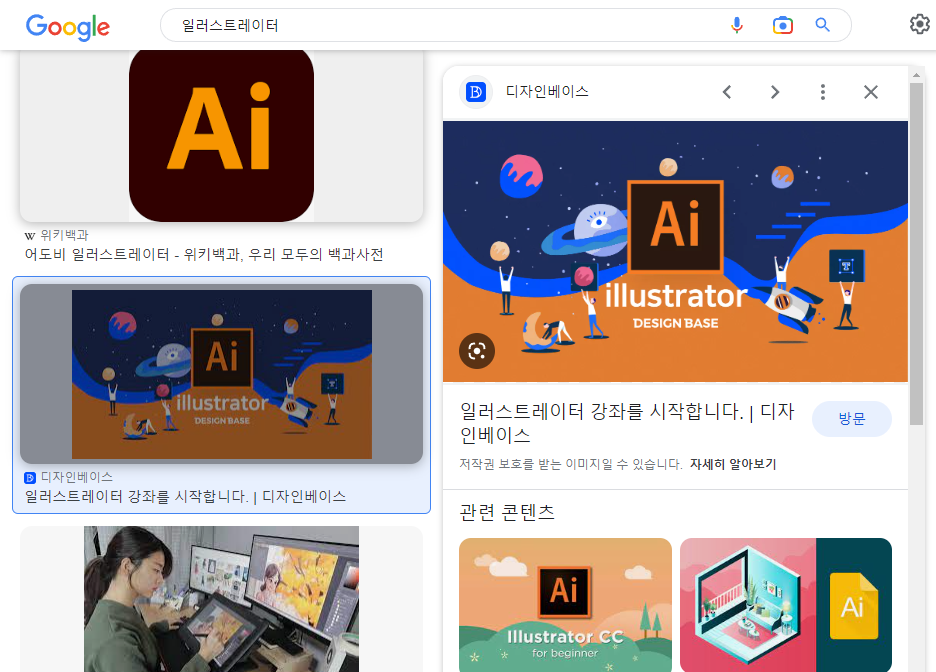 Google
일러스트레이터
Ai
W 위키백과
어도비 일러스트레이터 - 위키백과, 우리 모두의 백과사전
Ai
illustrator
DESIGN BASE
디자인베이스
일러스트레이터 강좌를 시작합니다. | 디자인베이스
디자인베이스
Ai
T
illustrator
DESIGN BASE
일러스트레이터 강좌를 시작합니다. | 디자
인베이스
방문
저작권 보호를 받는 이미지일 수 있습니다. 자세히 알아보기
관련 콘텐츠
Ai
Illustrator CC
for beginner
Ai